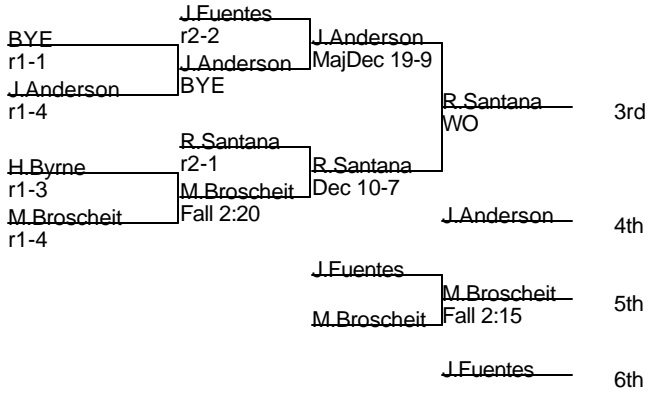 BYE
r1-1
J.Anderson
r1-4
H.Byrne
r1-3
M.Broscheit
r1-4
J.Fuentes
r2-2
J.Anderson
BYE
R.Santana
r2-1
M.Broscheit
Fall 2:20
J.Anderson
MajDec 19-9
R.Santana
Dec 10-7
R.Santana
WO
3rd
J.Anderson
4th
J.Fuentes
M.Broscheit
M.Broscheit
Fall 2:15
5th
J.Fuentes
6th